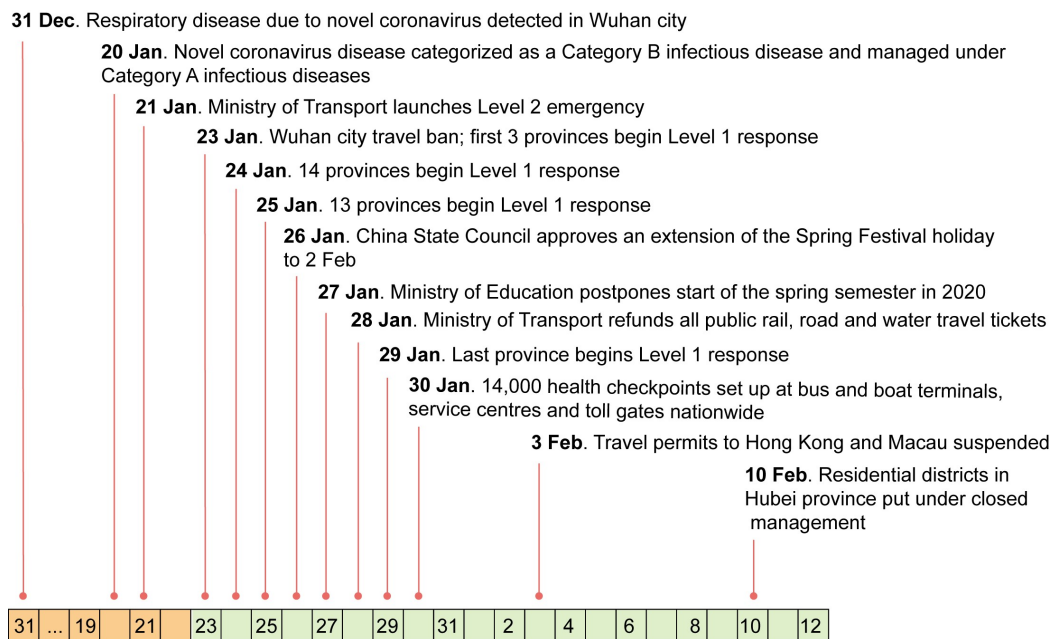 31 Dec. Respiratory disease due to novel coronavirus detected in Wuhan city
20 Jan. Novel coronavirus disease categorized as a Category B infectious disease and managed under
Category A infectious diseases
21 Jan. Ministry of Transport launches Level 2 emergency
23 Jan. Wuhan city travel ban; first 3 provinces begin Level 1 response
24 Jan. 14 provinces begin Level 1 response
25 Jan. 13 provinces begin Level 1 response
26 Jan. China State Council approves an extension of the Spring Festival holiday
to 2 Feb
27 Jan. Ministry of Education postpones start of the spring semester in 2020
28 Jan. Ministry of Transport refunds all public rail, road and water travel tickets
29 Jan. Last province begins Level 1 response
30 Jan. 14,000 health checkpoints set up at bus and boat terminals,
service centres and toll gates nationwide
3 Feb. Travel permits to Hong Kong and Macau suspended
10 Feb. Residential districts in
Hubei province put under closed
management
31 ... 19 21 23 25 27 29 31 2 4 6 8 10 12